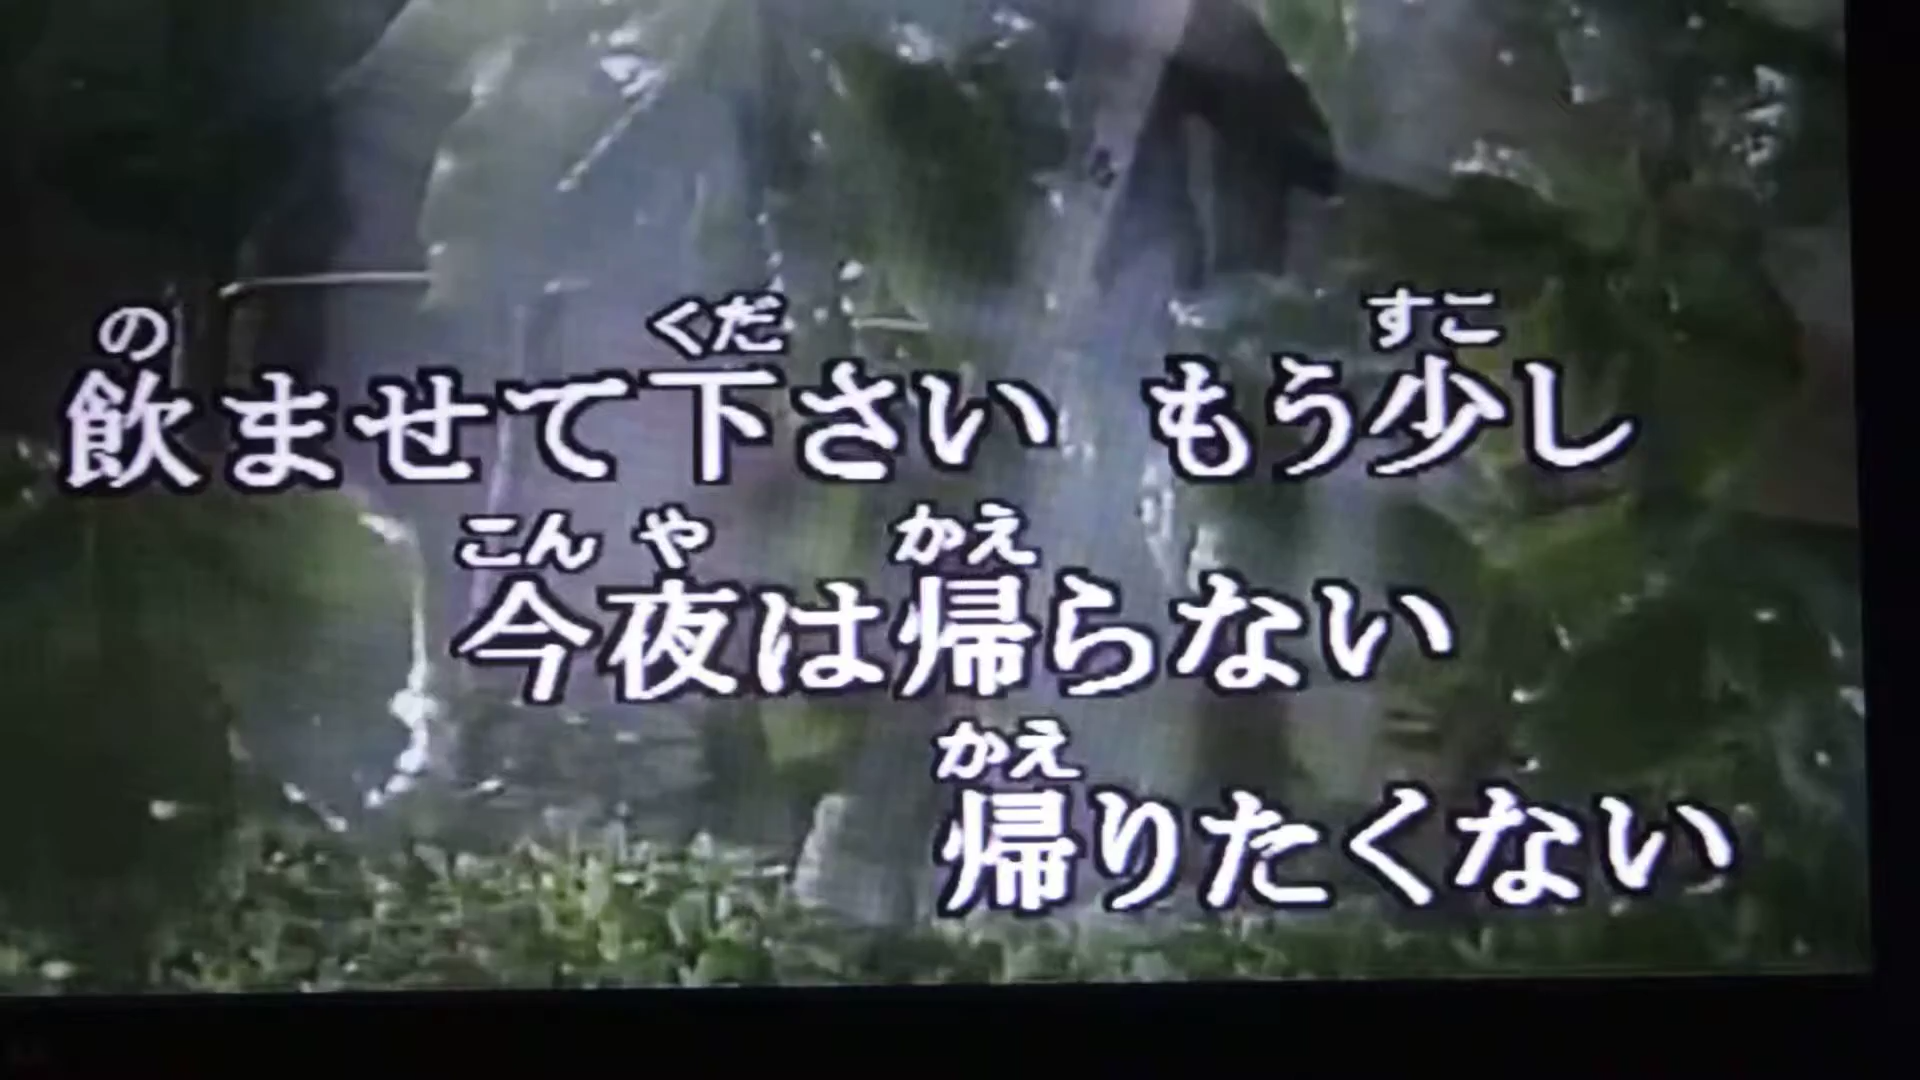 の くだ すこ
飲ませて下さい もう少し
こん や かえ
今夜は帰らない
かえ
帰りたくない